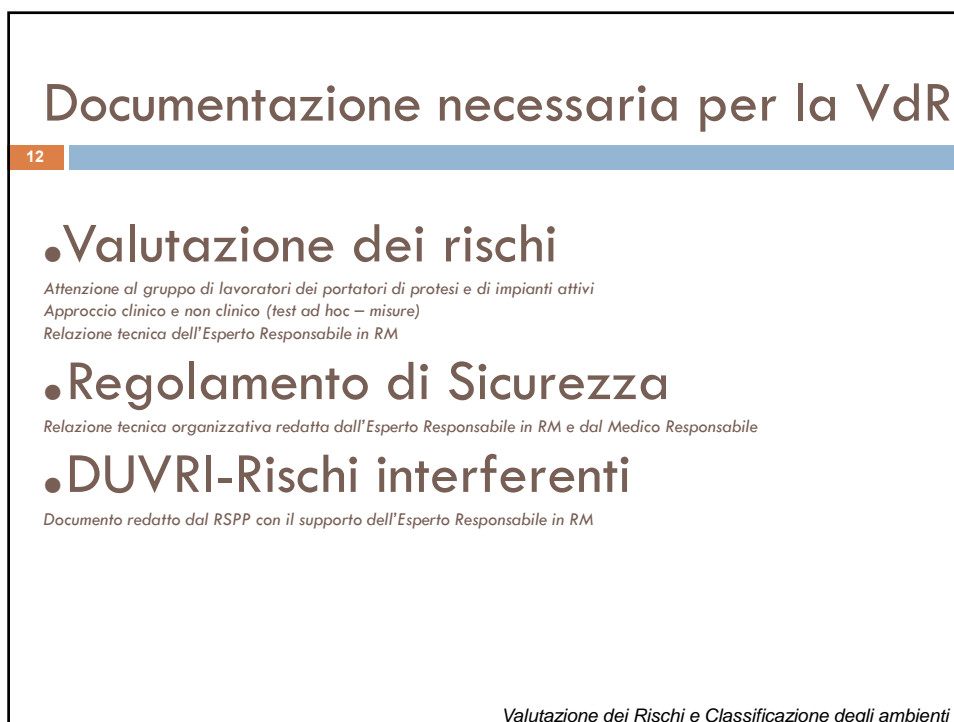 Documentazione necessaria per la VdR
12
●Valutazione dei rischi
Attenzione al gruppo di lavoratori dei portatori di protesi e di impianti attivi
Approccio clinico e non clinico (test ad hoc – misure)
Relazione tecnica dell'Esperto Responsabile in RM
●Regolamento di Sicurezza
Relazione tecnica organizzativa redatta dall'Esperto Responsabile in RM e dal Medico Responsabile
●DUVRI-Rischi interferenti
Documento redatto dal RSPP con il supporto dell'Esperto Responsabile in RM
Valutazione dei Rischi e Classificazione degli ambienti